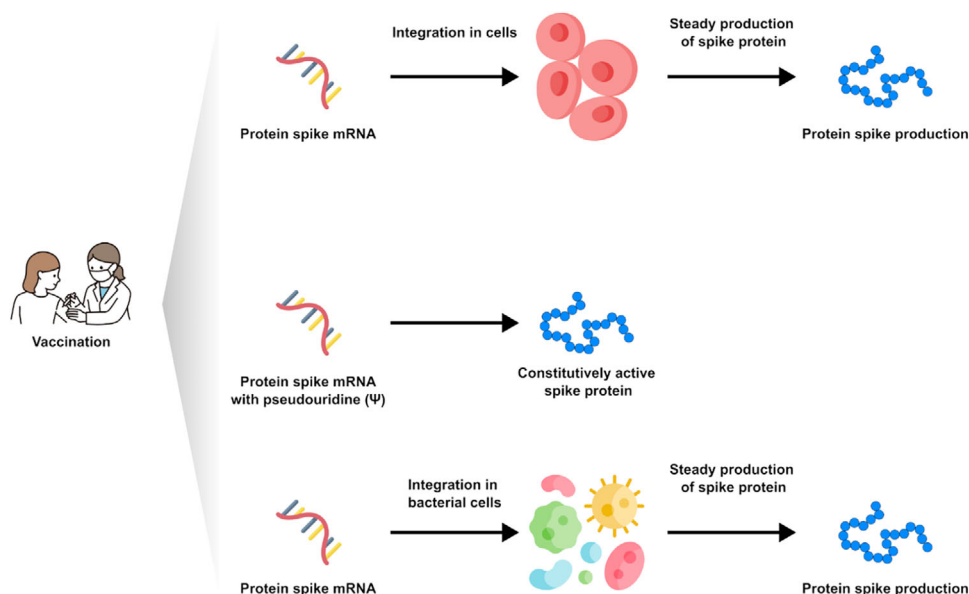 Integration in cells
Steady production
of spike protein
Protein spike mRNA
Protein spike production
Vaccination
Protein spike mRNA
with pseudouridine (Ψ)
Constitutively active
spike protein
Integration in
bacterial cells
Steady production
of spike protein
Protein spike mRNA
Protein spike production